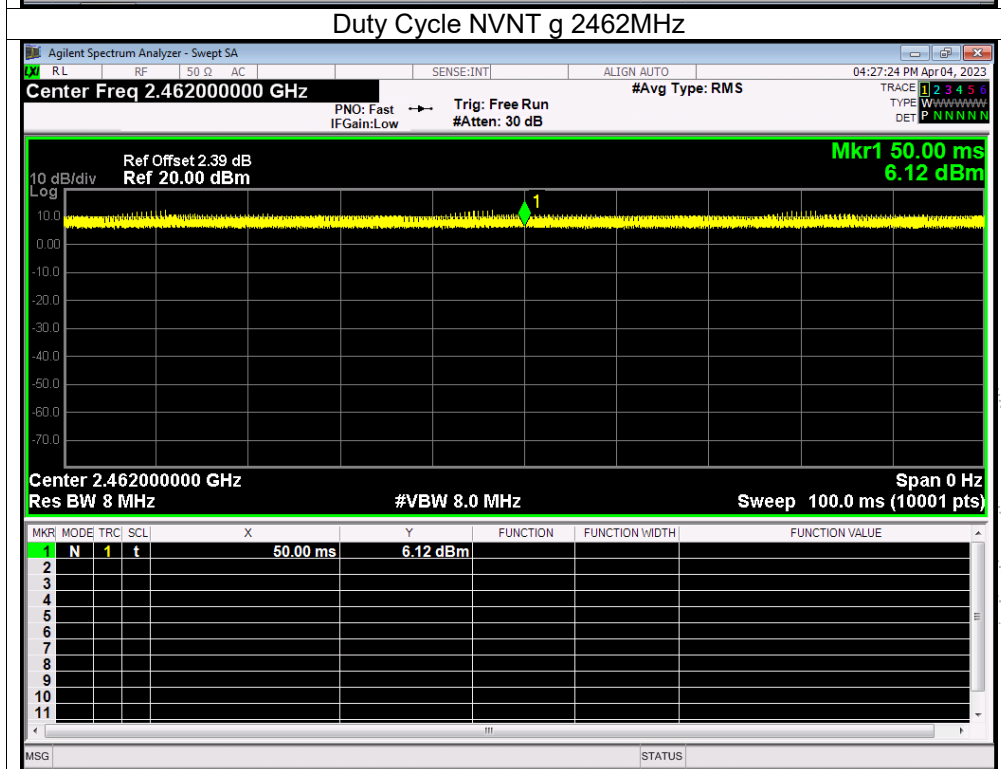 Duty Cycle NVNT g 2462MHz
Agilent Spectrum Analyzer - Swept SA
LXI RL RF 50 Ω AC SENSE:INT ALIGN AUTO 04:27:24 PM Apr 04, 2023
Center Freq 2.462000000 GHz #Avg Type: RMS TRACE 1 2 3 4 5 6
PNO: Fast Trig: Free Run TYPE WWWWWW
IFGain:Low #Atten: 30 dB DET P N N N N N
Mkr1 50.00 ms
6.12 dBm
Ref Offset 2.39 dB
10 dB/div Ref 20.00 dBm
Log
1
10.0
0.00
-10.0
-20.0
-30.0
-40.0
-50.0
-60.0
-70.0
Center 2.462000000 GHz Span 0 Hz
Res BW 8 MHz #VBW 8.0 MHz Sweep 100.0 ms (10001 pts)
MKR MODE TRC SCL X Y FUNCTION FUNCTION WIDTH FUNCTION VALUE
1 N 1 t 50.00 ms 6.12 dBm
2
3
4
5
6
7
8
9
10
11
MSG STATUS